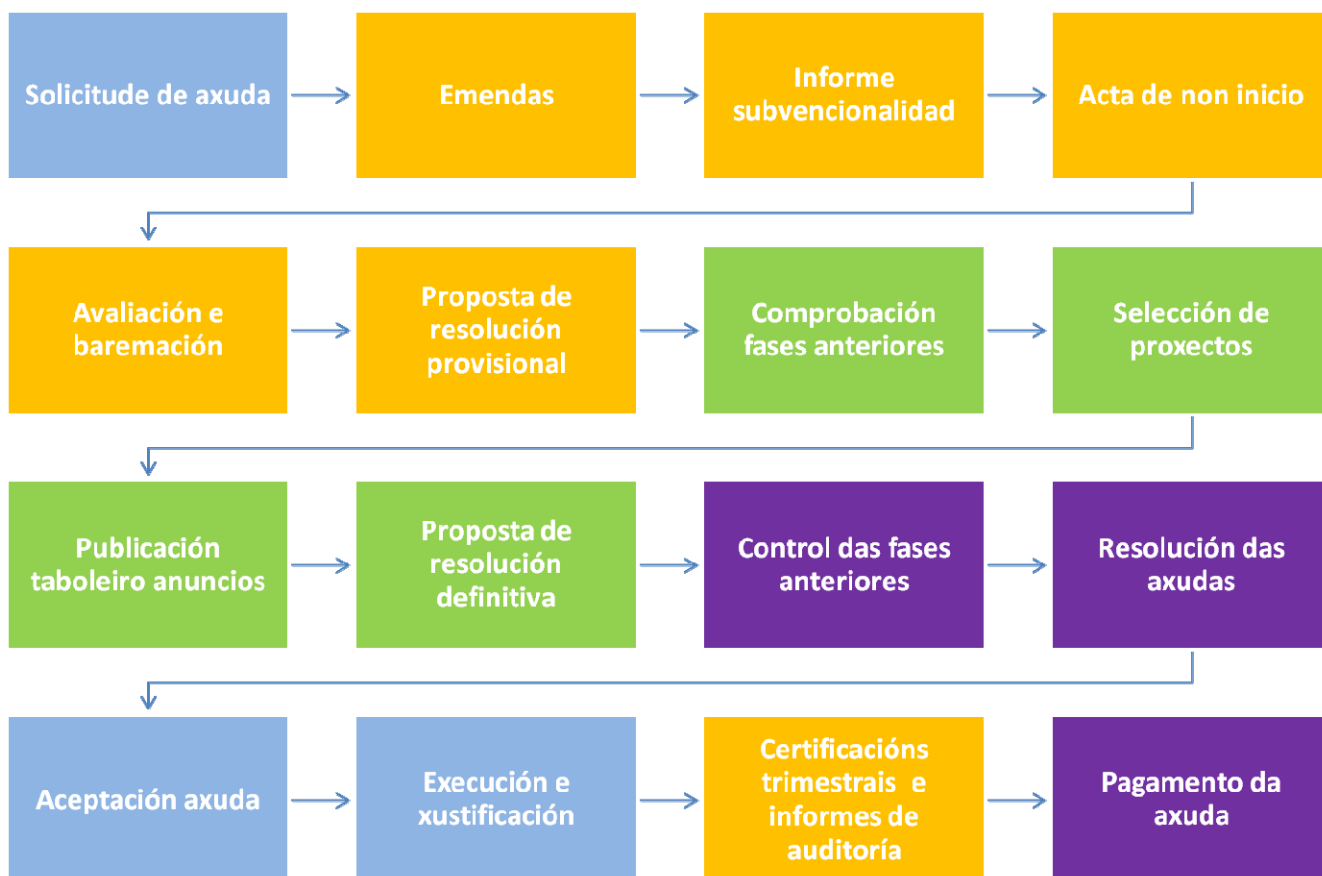 Solicitude de axuda
Emendas
Informe
subvencionalidad
Acta de non inicio
Avaliación e
baremación
Proposta de
resolución
provisional
Comprobación
fases anteriores
Selección de
proxectos
Publicación
taboleiro anuncios
Proposta de
resolución
definitiva
Control das fases
anteriores
Resolución das
axudas
Aceptación axuda
Execución e
xustificación
Certificacións
trimestrais e
informes de
auditoría
Pagamento da
axuda